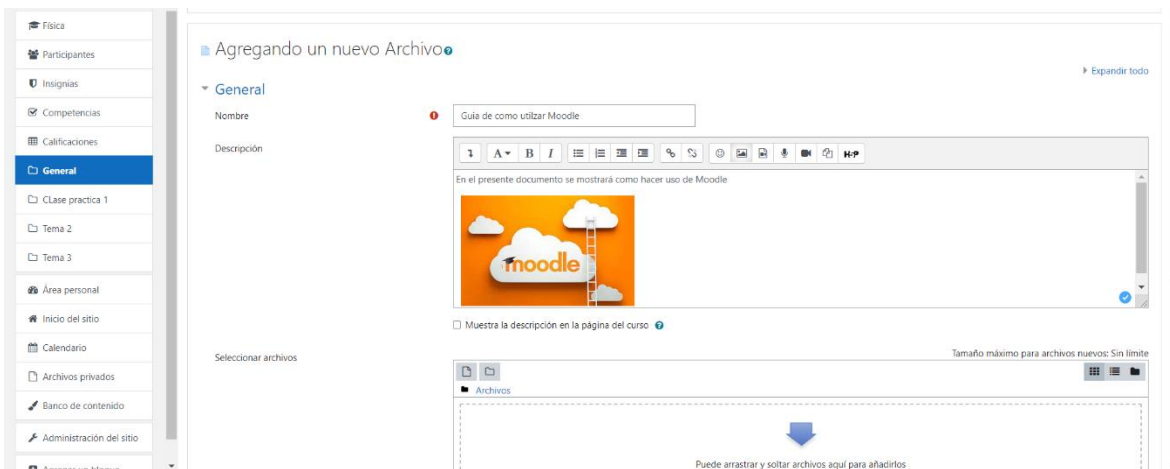 Física
Participantes
Insignias
Competencias
Calificaciones
General
CLase practica 1
Tema 2
Tema 3
Área personal
Inicio del sitio
Calendario
Archivos privados
Banco de contenido
Administración del sitio
Agregando un nuevo Archivo
Expandir todo
General
Nombre
Guia de como utilzar Moodle
Descripción
A B I H-P
En el presente documento se mostrará como hacer uso de Moodle
moodle
Muestra la descripción en la página del curso
Seleccionar archivos
Tamaño máximo para archivos nuevos: Sin límite
Archivos
Puede arrastrar y soltar archivos aquí para añadirlos